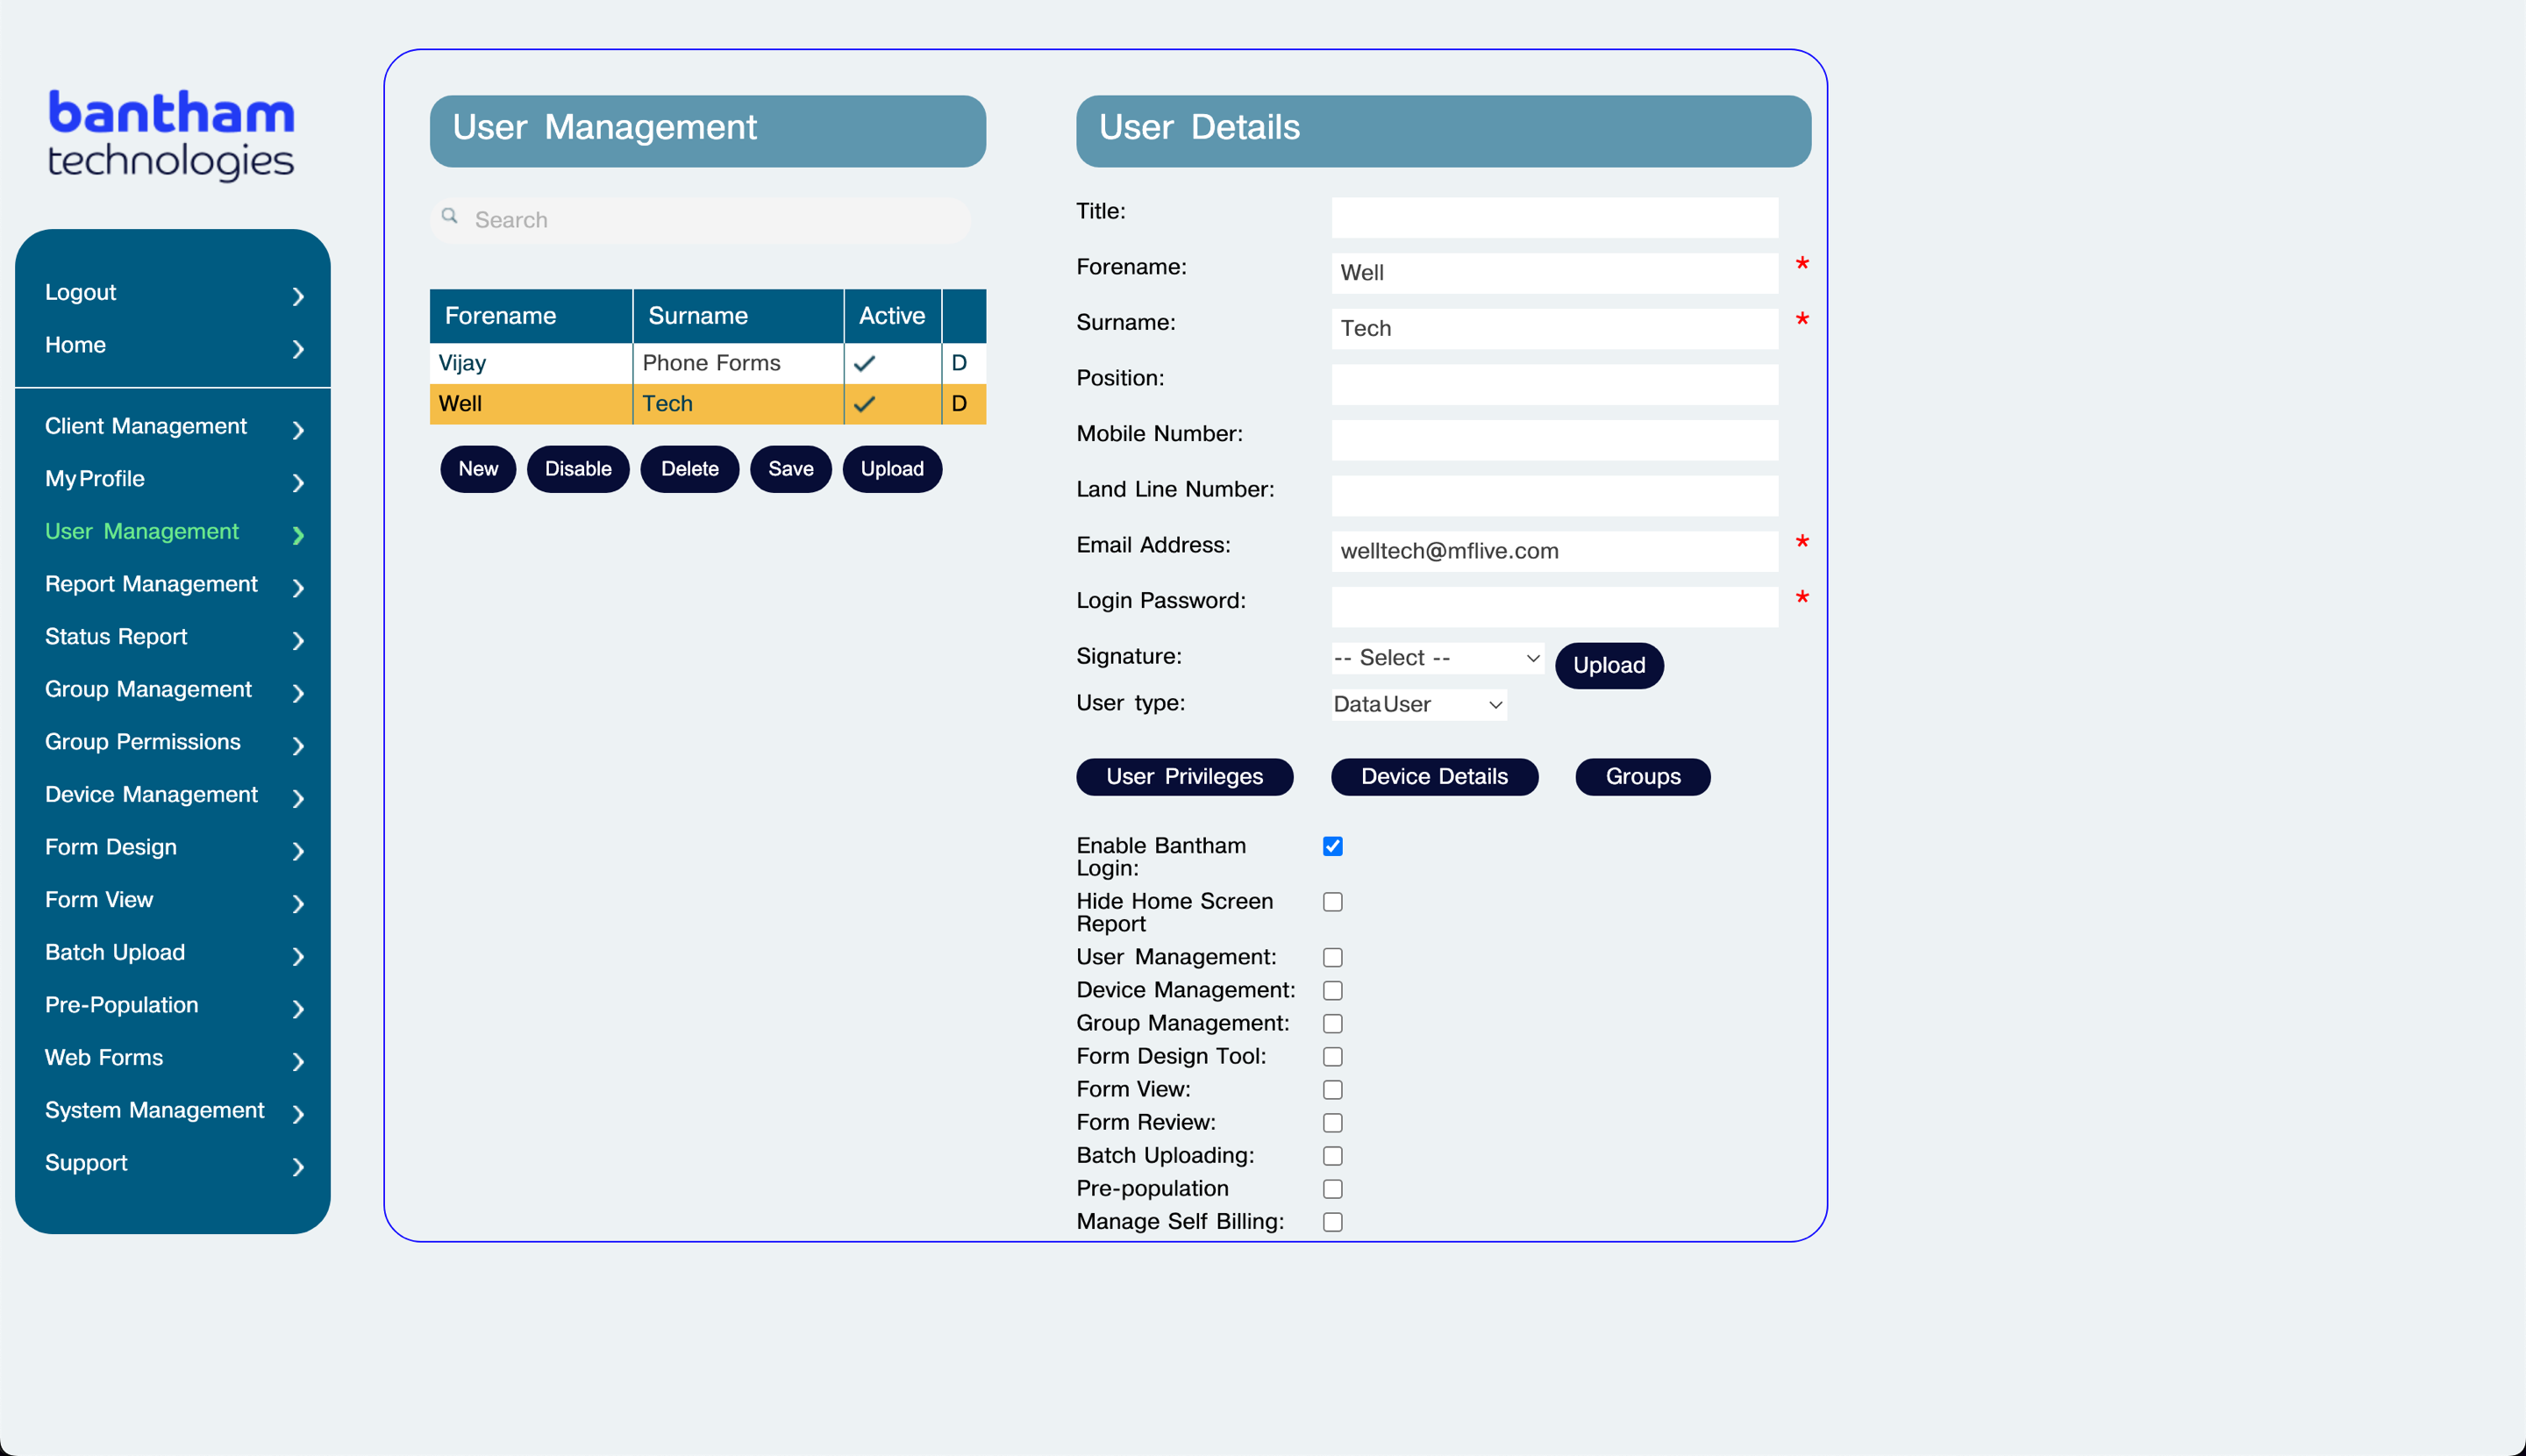 bantham
technologies
Logout
Home
Client Management
My Profile
User Management
Report Management
Status Report
Group Management
Group Permissions
Device Management
Form Design
Form View
Batch Upload
Pre-Population
Web Forms
System Management
Support
User Management
Search
Forename Surname Active
Vijay Phone Forms D
Well Tech D
New Disable Delete Save Upload
User Details
Title:
Forename: Well *
Surname: Tech *
Position:
Mobile Number:
Land Line Number:
Email Address: welltech@mflive.com *
Login Password: *
Signature: -- Select -- Upload
User type: DataUser
User Privileges Device Details Groups
Enable Bantham
Login:
Hide Home Screen
Report
User Management:
Device Management:
Group Management:
Form Design Tool:
Form View:
Form Review:
Batch Uploading:
Pre-population
Manage Self Billing: